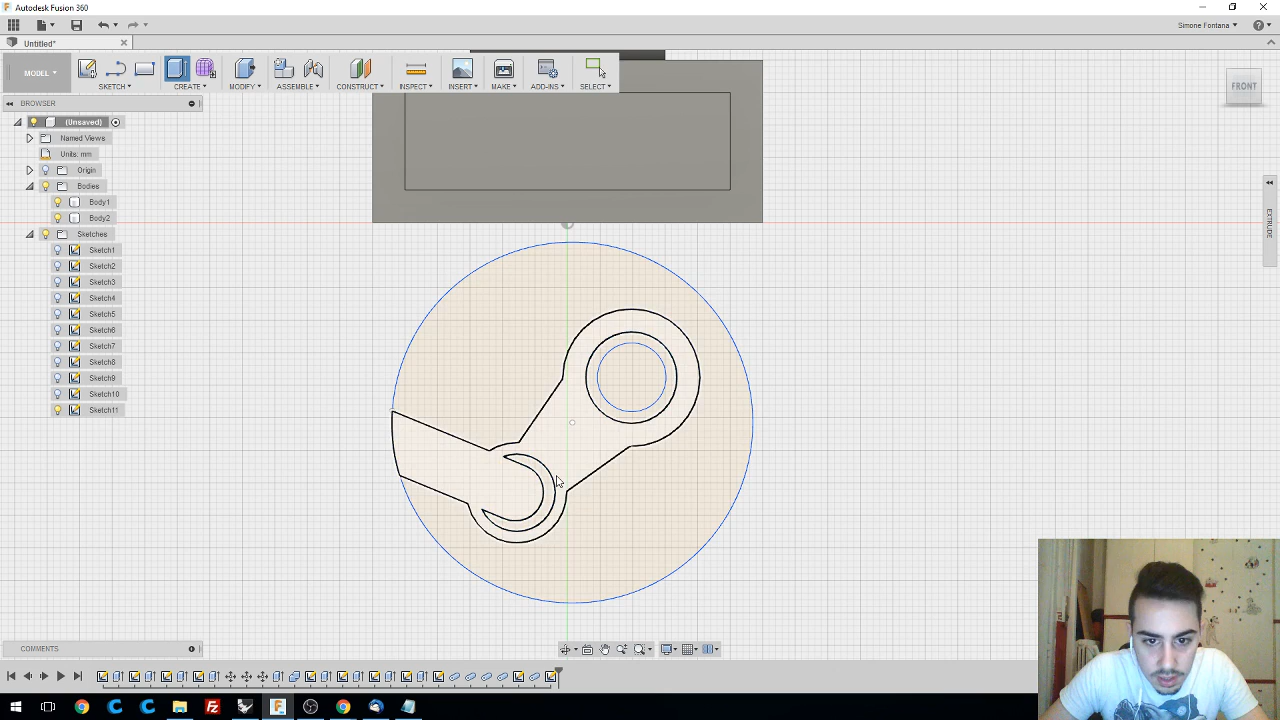 Autodesk Fusion 360
Simone Fontana
Untitled*
MODEL
SKETCH
CREATE
MODIFY
ASSEMBLE
CONSTRUCT
INSPECT
INSERT
MAKE
ADD-INS
SELECT
FRONT
BROWSER
(Unsaved)
Named Views
Units: mm
Origin
Bodies
Body1
Body2
Sketches
Sketch1
Sketch2
Sketch3
Sketch4
Sketch5
Sketch6
Sketch7
Sketch8
Sketch9
Sketch10
Sketch11
EXTRUDE
COMMENTS